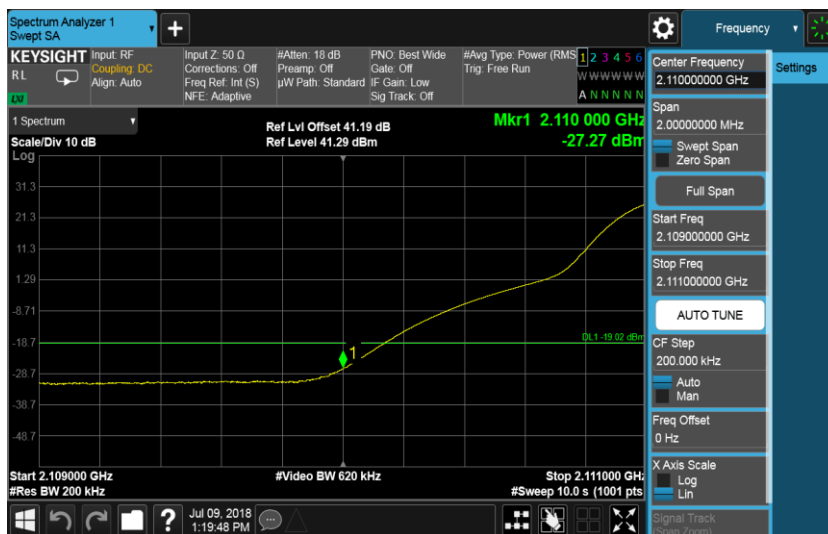 Spectrum Analyzer 1
Swept SA
+
Frequency
KEYSIGHT
RL
LXI
Input: RF
Coupling: DC
Align: Auto
Input Z: 50 Ω
Corrections: Off
Freq Ref: Int (S)
NFE: Adaptive
#Atten: 18 dB
Preamp: Off
µW Path: Standard
PNO: Best Wide
Gate: Off
IF Gain: Low
Sig Track: Off
#Avg Type: Power (RMS
Trig: Free Run
1 2 3 4 5 6
W W W W W W
A N N N N N
1 Spectrum
Scale/Div 10 dB
Log
Ref Lvl Offset 41.19 dB
Ref Level 41.29 dBm
Mkr1 2.110 000 GHz
-27.27 dBm
31.3
21.3
11.3
1.29
-8.71
-18.7
-28.7
-38.7
-48.7
DL1 -19.02 dBm
1
Start 2.109000 GHz
#Res BW 200 kHz
#Video BW 620 kHz
Stop 2.111000 GHz
#Sweep 10.0 s (1001 pts
?
Jul 09, 2018
1:19:48 PM
Center Frequency
2.110000000 GHz
Settings
Span
2.00000000 MHz
Swept Span
Zero Span
Full Span
Start Freq
2.109000000 GHz
Stop Freq
2.111000000 GHz
AUTO TUNE
CF Step
200.000 kHz
Auto
Man
Freq Offset
0 Hz
X Axis Scale
Log
Lin
Signal Track
(Span Zoom)